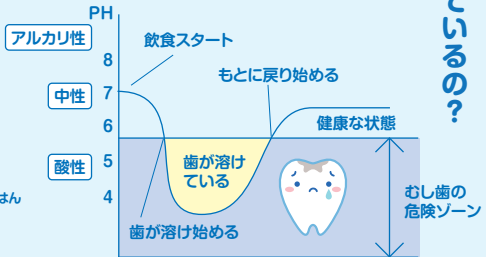 PH
アルカリ性
8
中性
7
6
酸性
5
4
飲食スタート
もとに戻り始める
健康な状態
歯が溶け
ている
歯が溶け始める
むし歯の
危険ゾーン
ているの?
はん